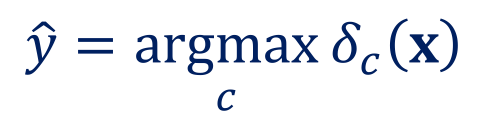 ŷ = argmax δ_c(𝐱)
c